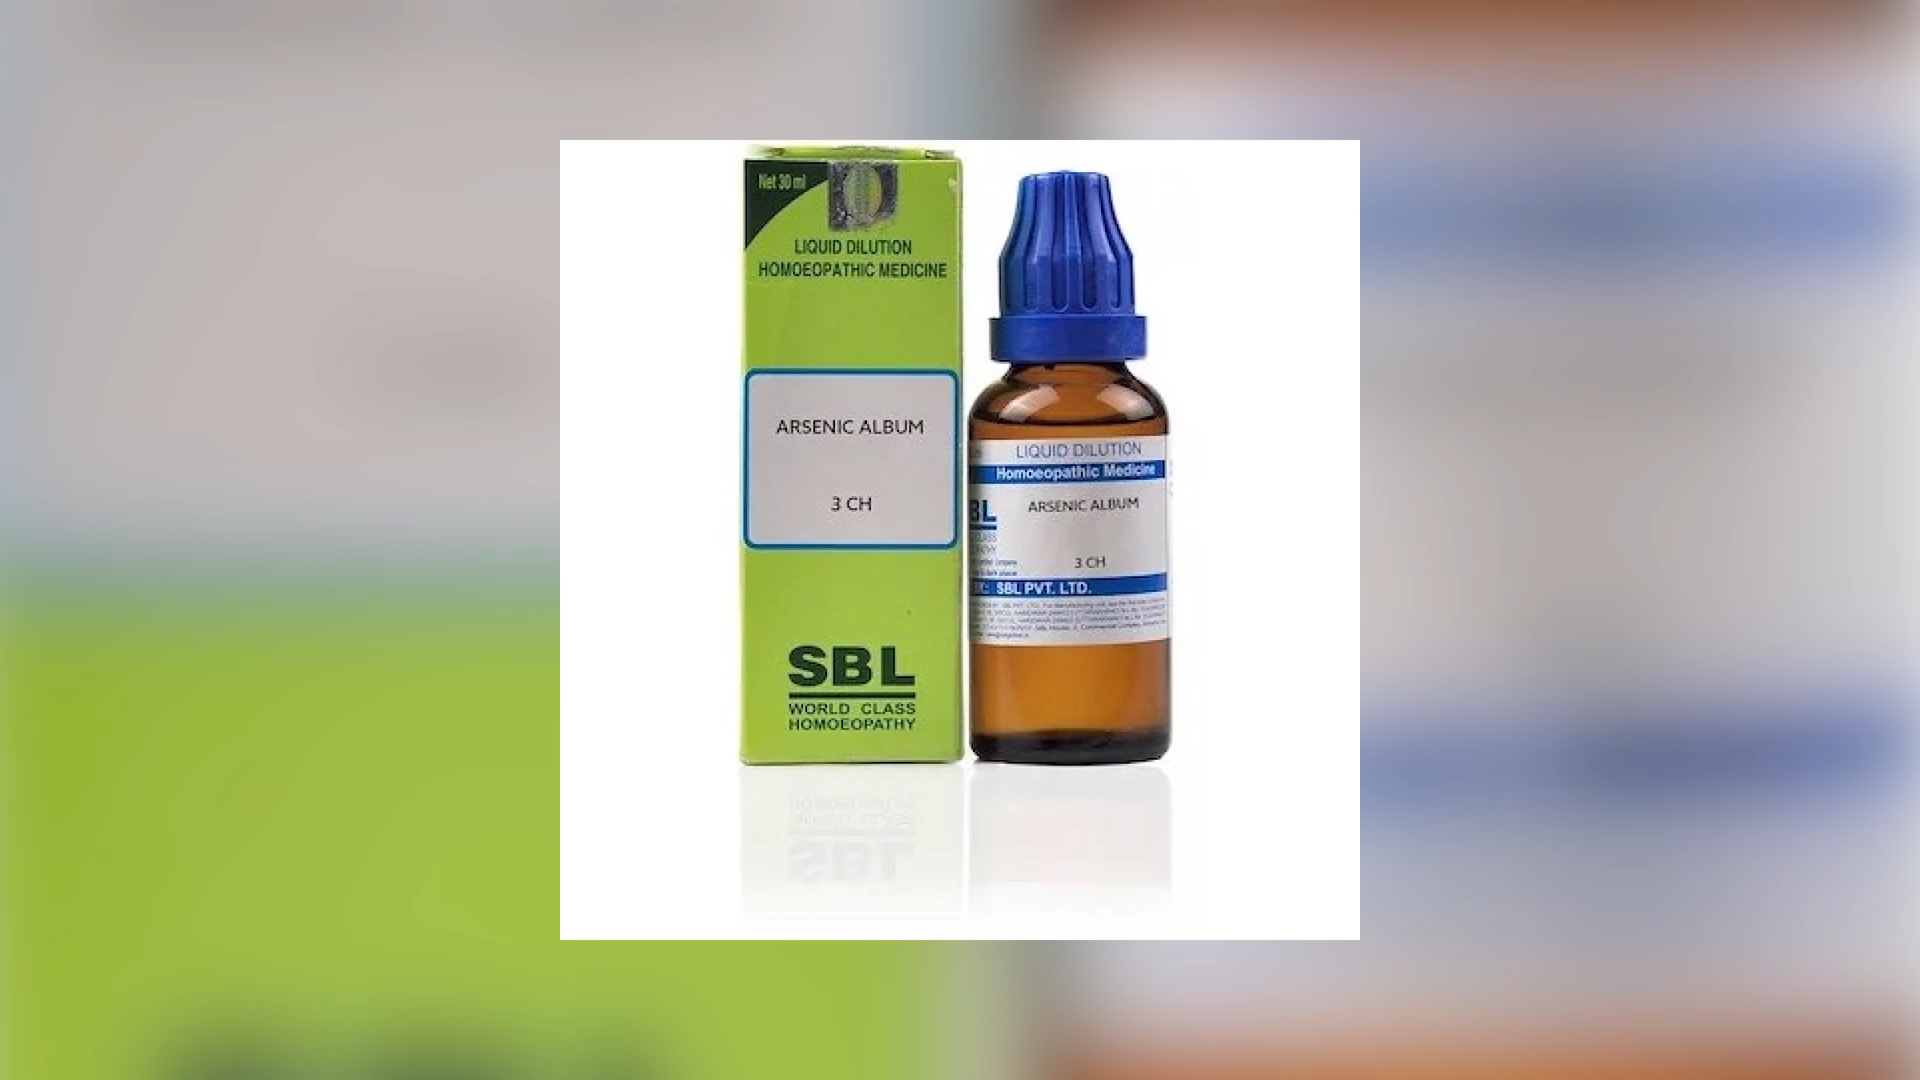 Net 30 ml
LIQUID DILUTION
HOMOEOPATHIC MEDICINE
ARSENIC ALBUM
3 CH
SBL
WORLD CLASS
HOMOEOPATHY
LIQUID DILUTION
Homoeopathic Medicine
BL
ARSENIC ALBUM
3 CH
SBL PVT. LTD.